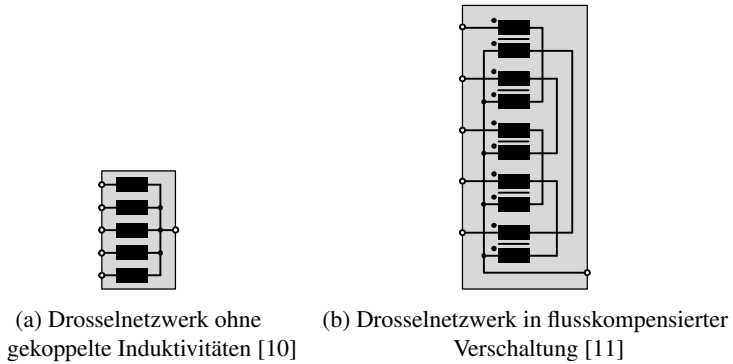 (a) Drosselnetzwerk ohne
gekoppelte Induktivitäten [10]
(b) Drosselnetzwerk in flusskompensierter
Verschaltung [11]